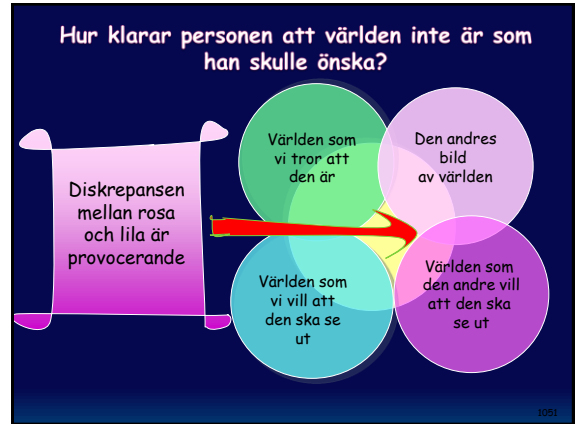 Hur klarar personen att världen inte är som
han skulle önska?
Diskrepansen
mellan rosa
och lila är
provocerande
Världen som
vi tror att
den är
Den andres
bild
av världen
Världen som
vi vill att
den ska se
ut
Världen som
den andre vill
att den ska
se ut
1051